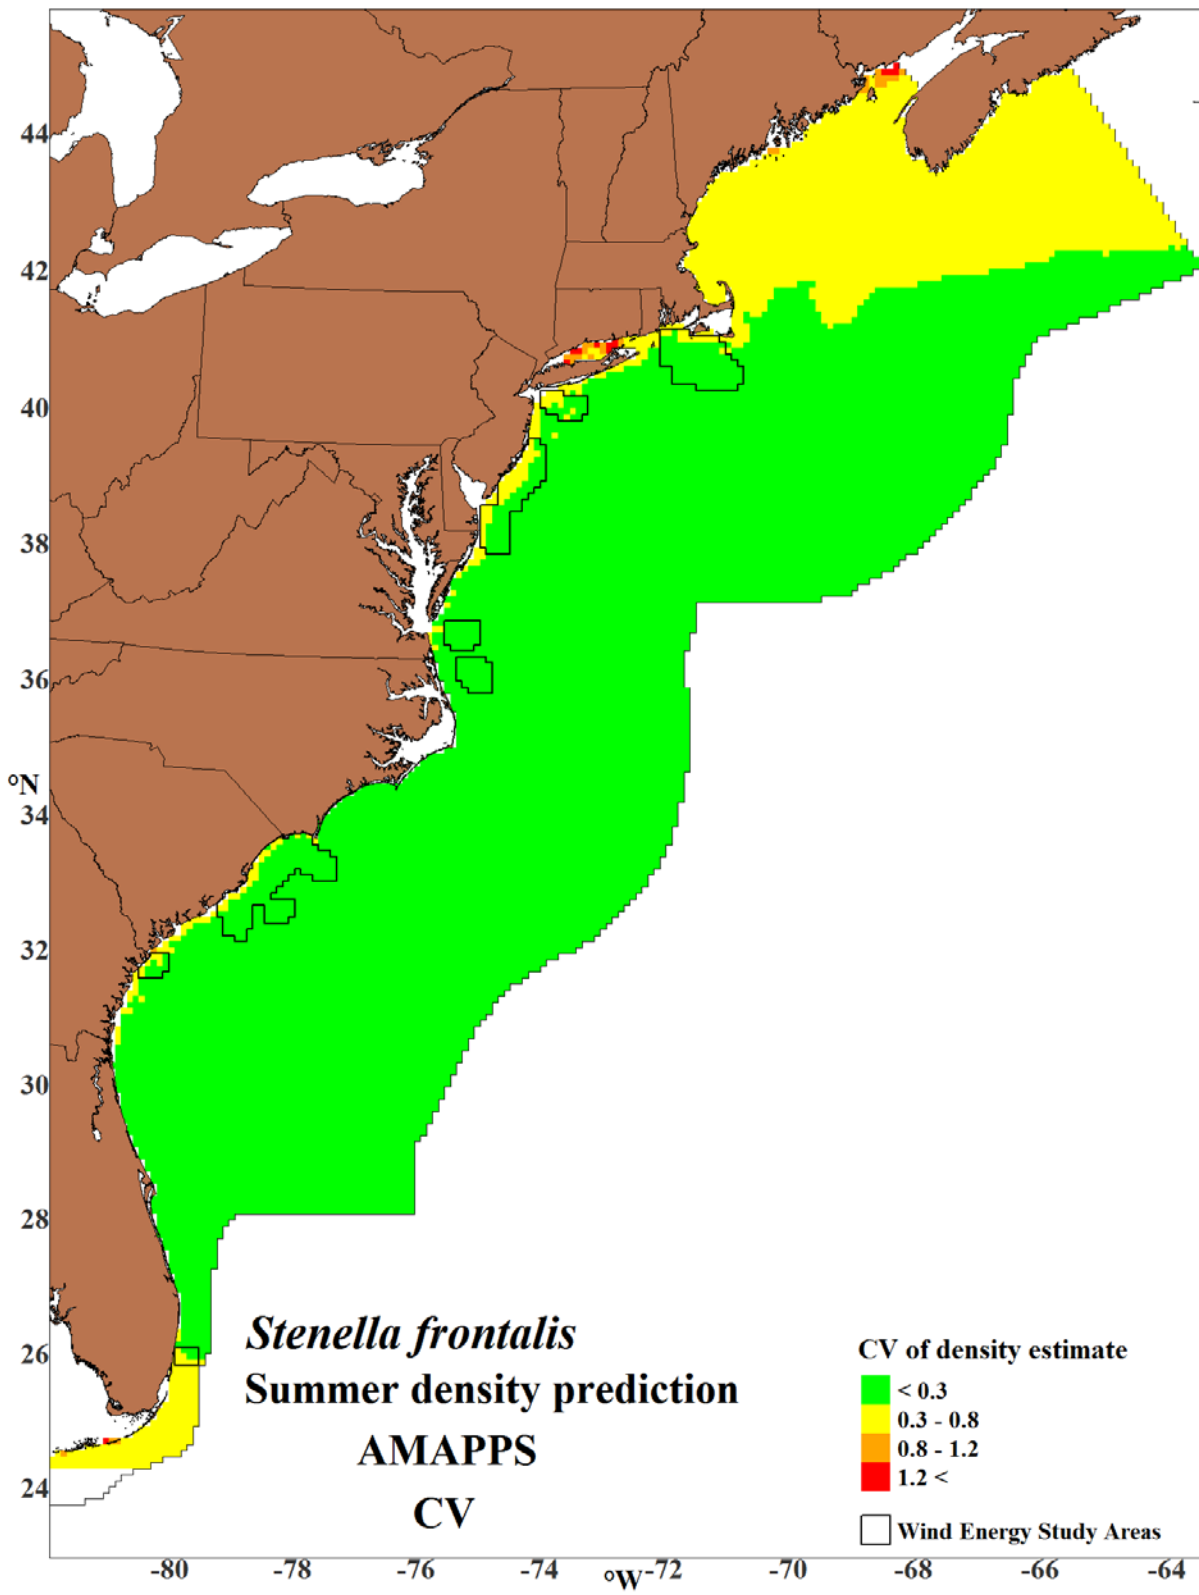 44
42
40
38
36
°N
34
32
30
28
26
24
Stenella frontalis
Summer density prediction
AMAPPS
CV
CV of density estimate
< 0.3
0.3 - 0.8
0.8 - 1.2
1.2 <
Wind Energy Study Areas
-80 -78 -76 -74 -72 -70 -68 -66 -64
°W